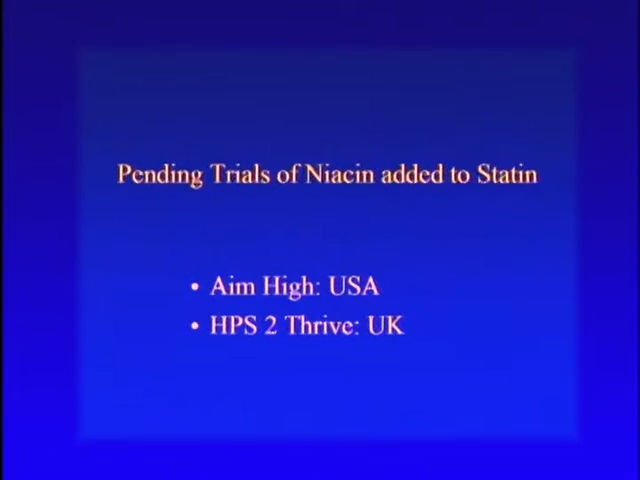 Pending Trials of Niacin added to Statin
• Aim High: USA
• HPS 2 Thrive: UK